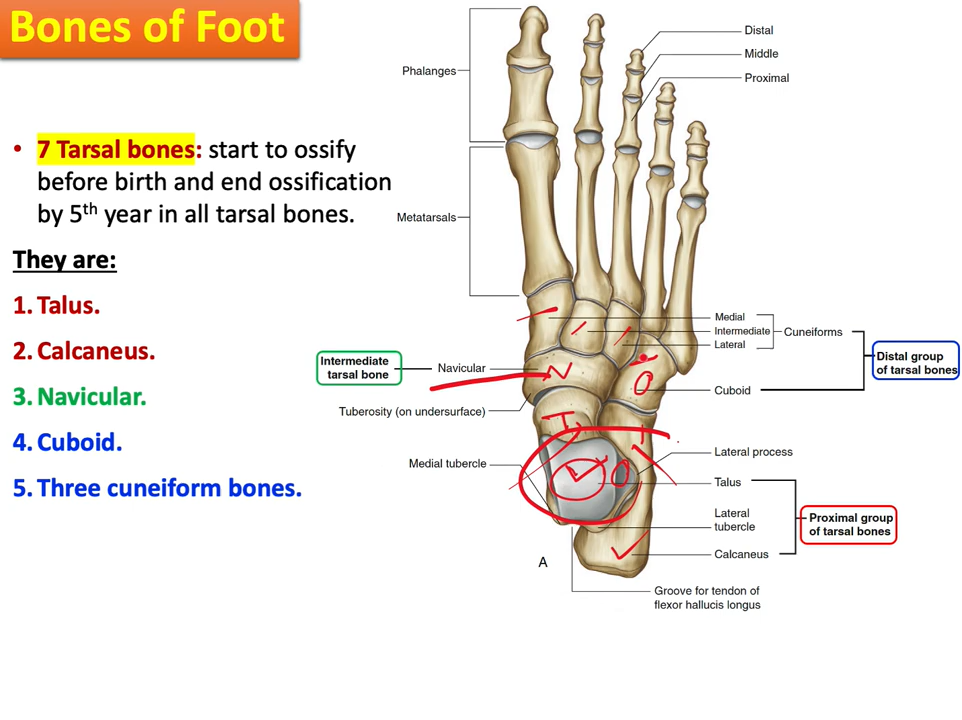 Bones of Foot
• 7 Tarsal bones: start to ossify
before birth and end ossification
by 5th year in all tarsal bones.
They are:
1. Talus.
2. Calcaneus.
3. Navicular.
4. Cuboid.
5. Three cuneiform bones.
Phalanges
Distal
Middle
Proximal
Metatarsals
Medial
Intermediate
Lateral
Cuneiforms
Distal group
of tarsal bones
Intermediate
tarsal bone
Navicular
N
Cuboid
Tuberosity (on undersurface)
Medial tubercle
Lateral process
Talus
Lateral
tubercle
Proximal group
of tarsal bones
Calcaneus
A
Groove for tendon of
flexor hallucis longus